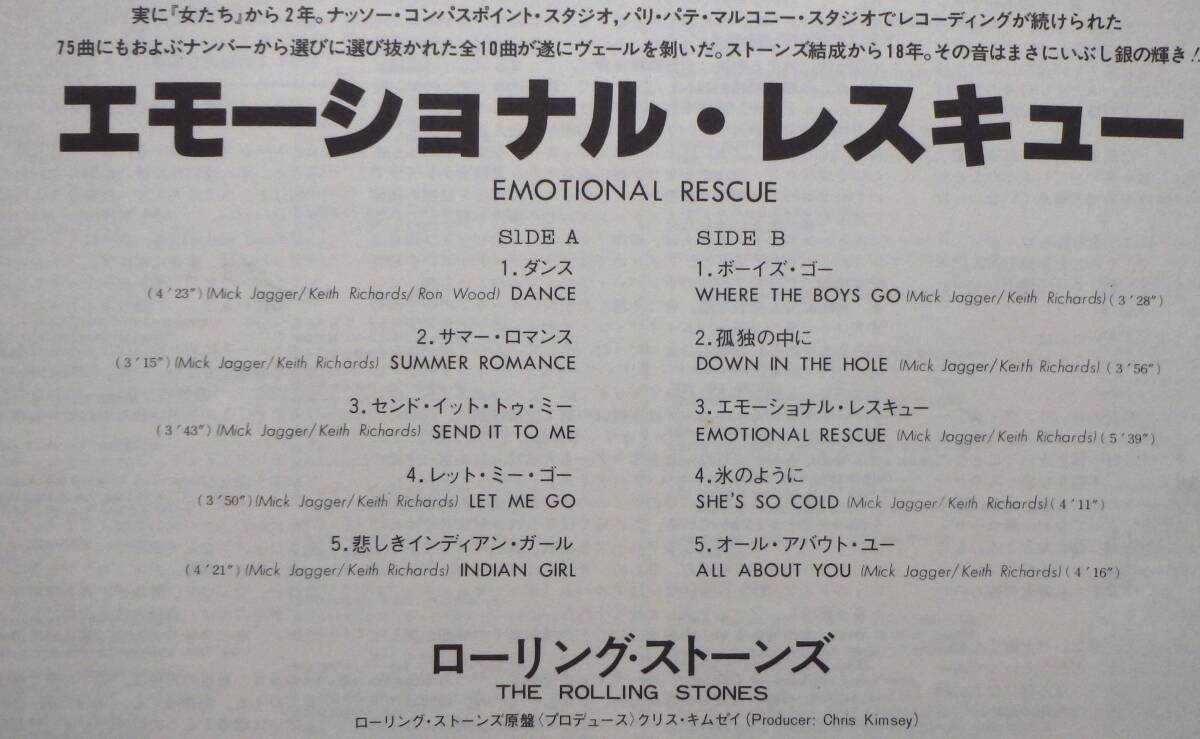 実に『女たち』から2年。ナッソー・コンパスポイント・スタジオ,パリ・パテ・マルコニー・スタジオでレコーディングが続けられた
75曲にもおよぶナンバーから選びに選び抜かれた全10曲が遂にヴェールを剝いだ。ストーンズ結成から18年。その音はまさにいぶし銀の輝き!!
エモーショナル・レスキュー
EMOTIONAL RESCUE
SIDE A
1.ダンス
(4′23″)(Mick Jagger/Keith Richards/Ron Wood) DANCE
2.サマー・ロマンス
(3′15″)(Mick Jagger/Keith Richards) SUMMER ROMANCE
3.センド・イット・トゥ・ミー
(3′43″)(Mick Jagger/Keith Richards) SEND IT TO ME
4.レット・ミー・ゴー
(3′50″)(Mick Jagger/Keith Richards) LET ME GO
5.悲しきインディアン・ガール
(4′21″)(Mick Jagger/Keith Richards) INDIAN GIRL
SIDE B
1.ボーイズ・ゴー
WHERE THE BOYS GO (Mick Jagger/Keith Richards)(3′28″)
2.孤独の中に
DOWN IN THE HOLE (Mick Jagger/Keith Richards)(3′56″)
3.エモーショナル・レスキュー
EMOTIONAL RESCUE (Mick Jagger/Keith Richards)(5′39″)
4.氷のように
SHE'S SO COLD (Mick Jagger/Keith Richards)(4′11″)
5.オール・アバウト・ユー
ALL ABOUT YOU (Mick Jagger/Keith Richards)(4′16″)
ローリング・ストーンズ
THE ROLLING STONES
ローリング・ストーンズ原盤〈プロデュース〉クリス・キムゼイ(Producer: Chris Kimsey)